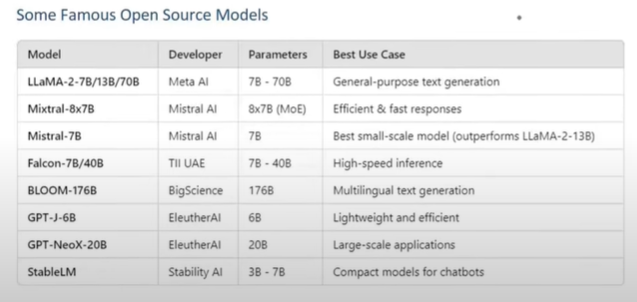 Some Famous Open Source Models
Model Developer Parameters Best Use Case
LLaMA-2-7B/13B/70B Meta AI 7B - 70B General-purpose text generation
Mixtral-8x7B Mistral AI 8x7B (MoE) Efficient & fast responses
Mistral-7B Mistral AI 7B Best small-scale model (outperforms LLaMA-2-13B)
Falcon-7B/40B TII UAE 7B - 40B High-speed inference
BLOOM-176B BigScience 176B Multilingual text generation
GPT-J-6B EleutherAI 6B Lightweight and efficient
GPT-NeoX-20B EleutherAI 20B Large-scale applications
StableLM Stability AI 3B - 7B Compact models for chatbots